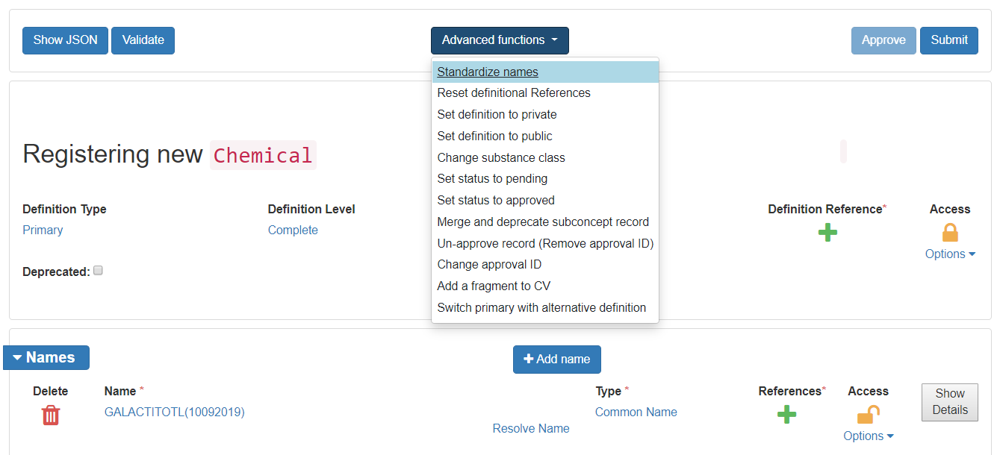 Show JSON Validate Advanced functions Approve Submit
Standardize names
Reset definitional References
Set definition to private
Set definition to public
Change substance class
Set status to pending
Set status to approved
Merge and deprecate subconcept record
Un-approve record (Remove approval ID)
Change approval ID
Add a fragment to CV
Switch primary with alternative definition
Registering new Chemical
Definition Type Definition Level Definition Reference* Access
Primary Complete
Options
Deprecated:
Names + Add name
Delete Name * Type * References* Access Show Details
GALACTITOTL(10092019) Common Name
Resolve Name
Options